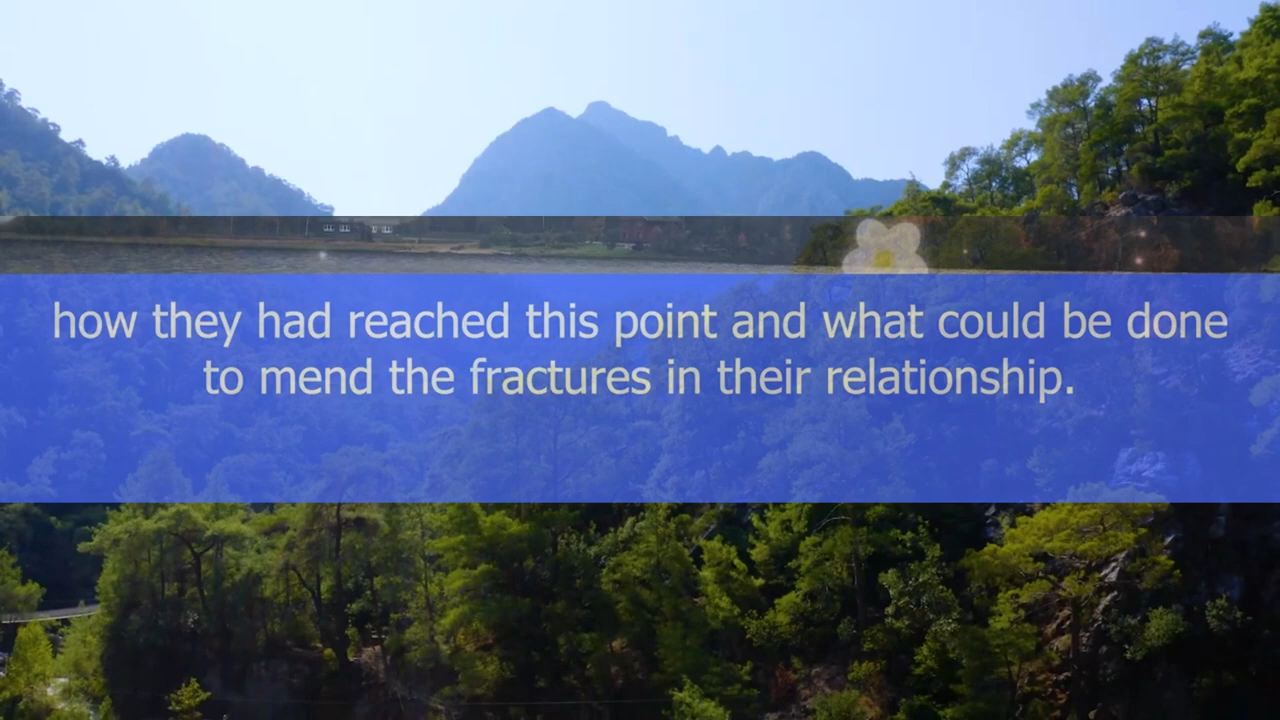 how they had reached this point and what could be done
to mend the fractures in their relationship.